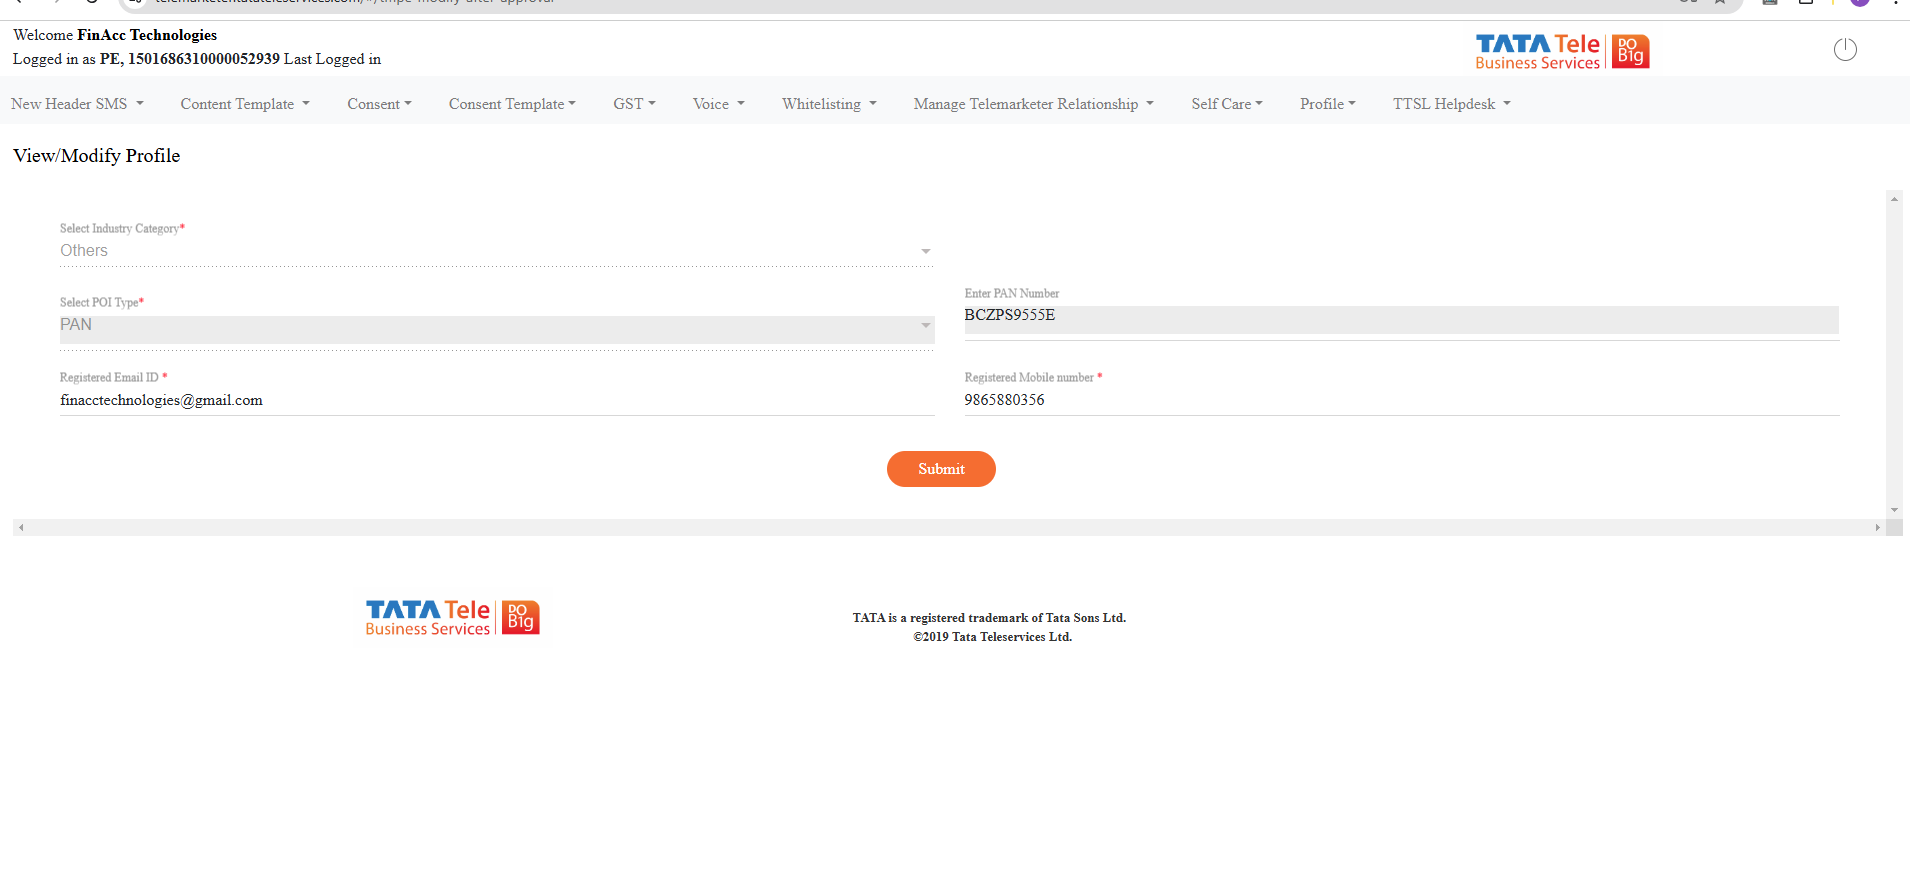 Welcome FinAcc Technologies
Logged in as PE, 1501686310000052939 Last Logged in
TATA Tele Business Services DO B1g
New Header SMS Content Template Consent Consent Template GST Voice Whitelisting Manage Telemarketer Relationship Self Care Profile TTSL Helpdesk
View/Modify Profile
Select Industry Category*
Others
Select POI Type*
PAN
Enter PAN Number
BCZPS9555E
Registered Email ID *
finacctechnologies@gmail.com
Registered Mobile number *
9865880356
Submit
TATA Tele
Business Services
DO
B1g
TATA is a registered trademark of Tata Sons Ltd.
©2019 Tata Teleservices Ltd.